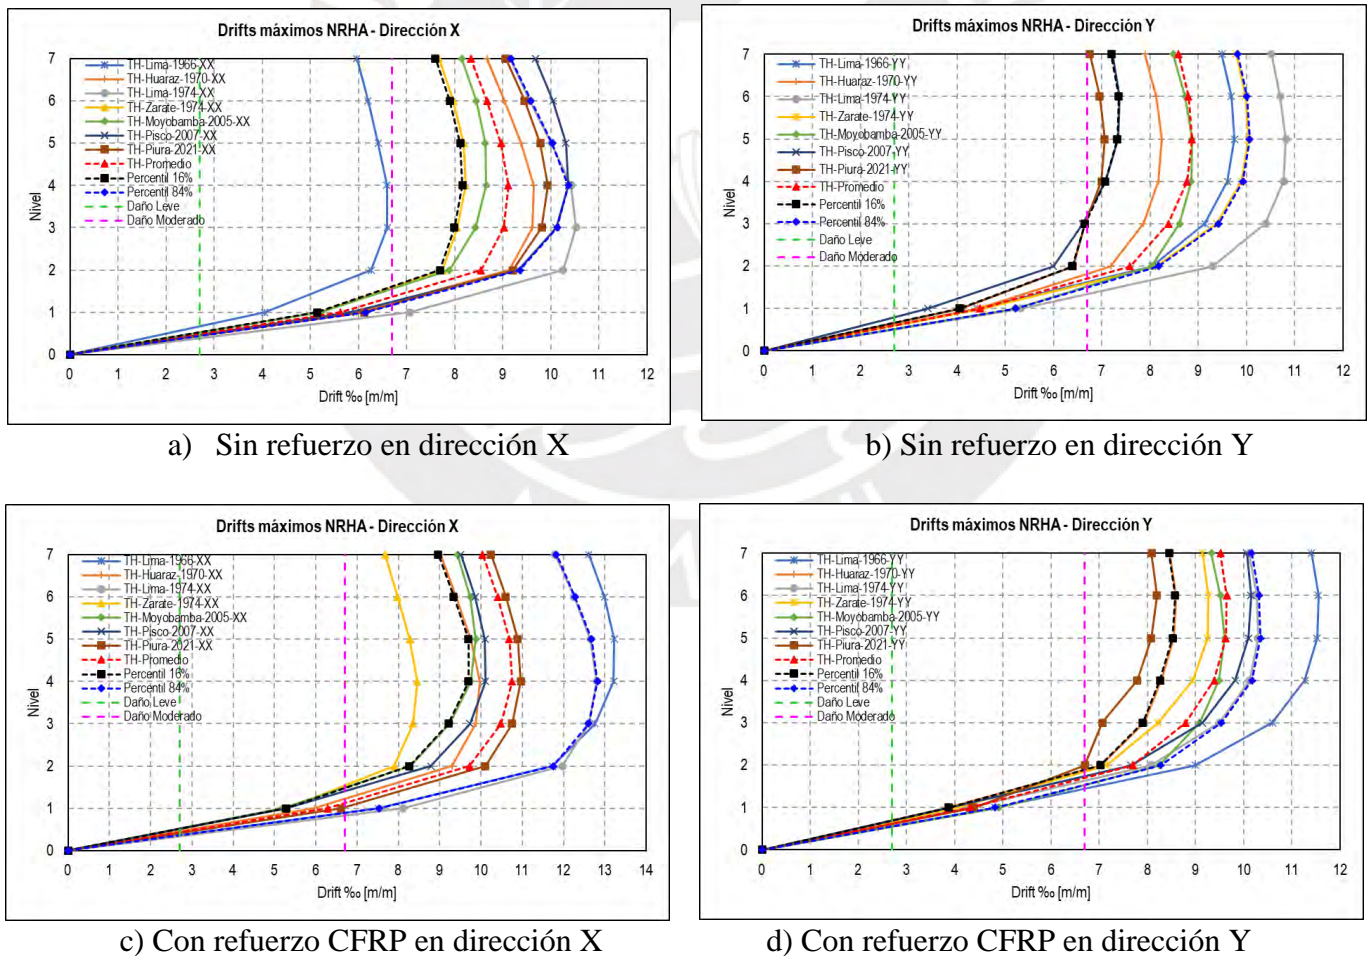 Drifts máximos NRHA - Dirección X
7
6
5
4
3
2
1
0
Nivel
TH-Lima-1966-XX
TH-Huaraz-1970-XX
TH-Lima-1974-XX
TH-Zarate-1974-XX
TH-Moyobamba-2005-XX
TH-Pisco-2007-XX
TH-Piura-2021-XX
TH-Promedio
Percentil 16%
Percentil 84%
Daño Leve
Daño Moderado
0 1 2 3 4 5 6 7 8 9 10 11 12
Drift ‰ [m/m]
a) Sin refuerzo en dirección X
Drifts máximos NRHA - Dirección Y
7
6
5
4
3
2
1
0
Nivel
TH-Lima-1966-YY
TH-Huaraz-1970-YY
TH-Lima-1974-YY
TH-Zarate-1974-YY
TH-Moyobamba-2005-YY
TH-Pisco-2007-YY
TH-Piura-2021-YY
TH-Promedio
Percentil 16%
Percentil 84%
Daño Leve
Daño Moderado
0 1 2 3 4 5 6 7 8 9 10 11 12
Drift ‰ [m/m]
b) Sin refuerzo en dirección Y
Drifts máximos NRHA - Dirección X
7
6
5
4
3
2
1
0
Nivel
TH-Lima-1966-XX
TH-Huaraz-1970-XX
TH-Lima-1974-XX
TH-Zarate-1974-XX
TH-Moyobamba-2005-XX
TH-Pisco-2007-XX
TH-Piura-2021-XX
TH-Promedio
Percentil 16%
Percentil 84%
Daño Leve
Daño Moderado
0 1 2 3 4 5 6 7 8 9 10 11 12 13 14
Drift ‰ [m/m]
c) Con refuerzo CFRP en dirección X
Drifts máximos NRHA - Dirección Y
7
6
5
4
3
2
1
0
Nivel
TH-Lima-1966-YY
TH-Huaraz-1970-YY
TH-Lima-1974-YY
TH-Zarate-1974-YY
TH-Moyobamba-2005-YY
TH-Pisco-2007-YY
TH-Piura-2021-YY
TH-Promedio
Percentil 16%
Percentil 84%
Daño Leve
Daño Moderado
0 1 2 3 4 5 6 7 8 9 10 11 12
Drift ‰ [m/m]
d) Con refuerzo CFRP en dirección Y